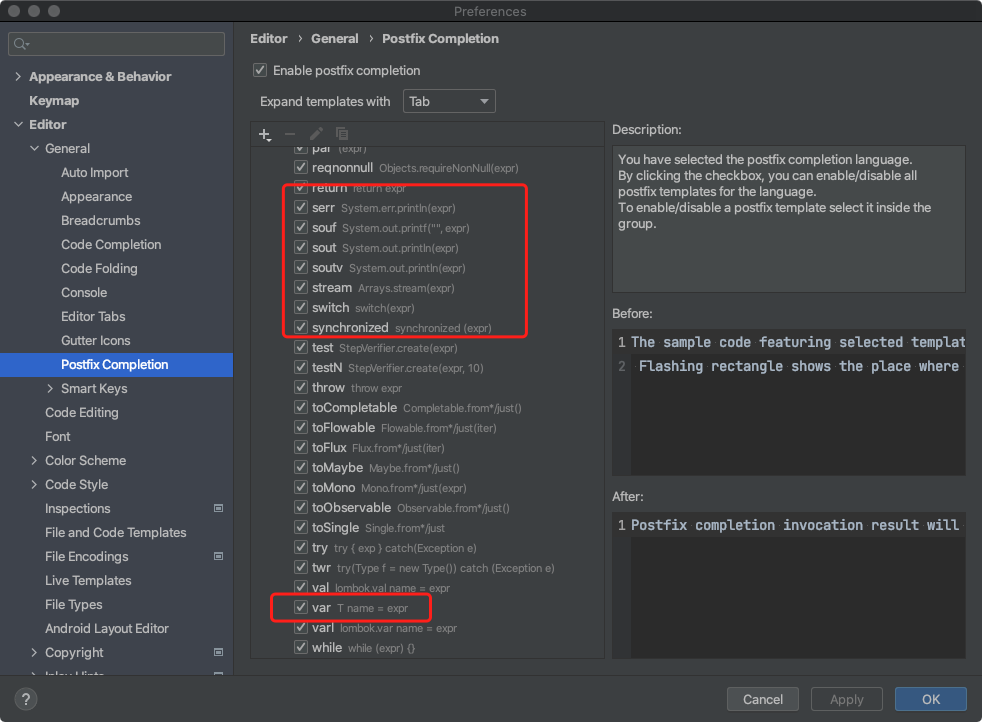 Preferences
Appearance & Behavior
Keymap
Editor
General
Auto Import
Appearance
Breadcrumbs
Code Completion
Code Folding
Console
Editor Tabs
Gutter Icons
Postfix Completion
Smart Keys
Code Editing
Font
Color Scheme
Code Style
Inspections
File and Code Templates
File Encodings
Live Templates
File Types
Android Layout Editor
Copyright
Inlay Hints
Editor › General › Postfix Completion
Enable postfix completion
Expand templates with Tab
par (expr)
reqnonnull Objects.requireNonNull(expr)
return return expr
serr System.err.println(expr)
souf System.out.printf("", expr)
sout System.out.println(expr)
soutv System.out.println(expr)
stream Arrays.stream(expr)
switch switch(expr)
synchronized synchronized (expr)
test StepVerifier.create(expr)
testN StepVerifier.create(expr, 10)
throw throw expr
toCompletable Completable.from*/just()
toFlowable Flowable.from*/just(iter)
toFlux Flux.from*/just(iter)
toMaybe Maybe.from*/just()
toMono Mono.from*/just(expr)
toObservable Observable.from*/just()
toSingle Single.from*/just
try try { exp } catch(Exception e)
twr try(Type f = new Type()) catch (Exception e)
val lombok.val name = expr
var T name = expr
varl lombok.var name = expr
while while (expr) {}
Description:
You have selected the postfix completion language.
By clicking the checkbox, you can enable/disable all
postfix templates for the language.
To enable/disable a postfix template select it inside the
group.
Before:
1 The sample code featuring selected templat
2 Flashing rectangle shows the place where
After:
1 Postfix completion invocation result will
?
Cancel
Apply
OK